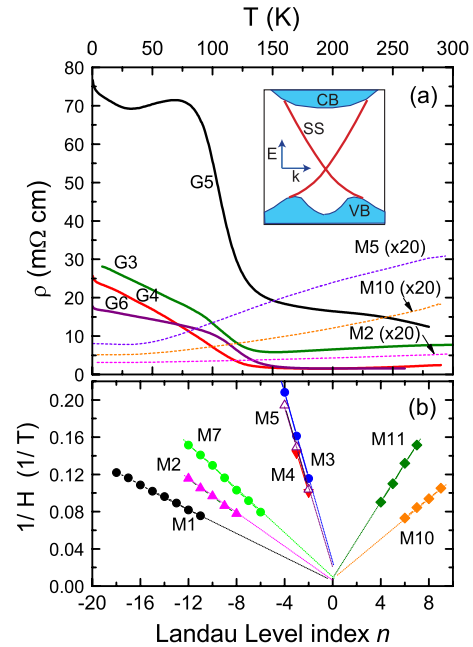 T (K)
0 50 100 150 200 250 300
80
70
60
50
40
30
20
10
0
ρ (mΩ cm)
(a)
CB
SS
E
k
VB
G5
G3
G4
G6
M5 (x20)
M10 (x20)
M2 (x20)
(b)
0.20
0.16
0.12
0.08
0.04
0.00
1/ H (1/ T)
M7
M2
M1
M5
M4
M3
M11
M10
-20 -16 -12 -8 -4 0 4 8
Landau Level index n